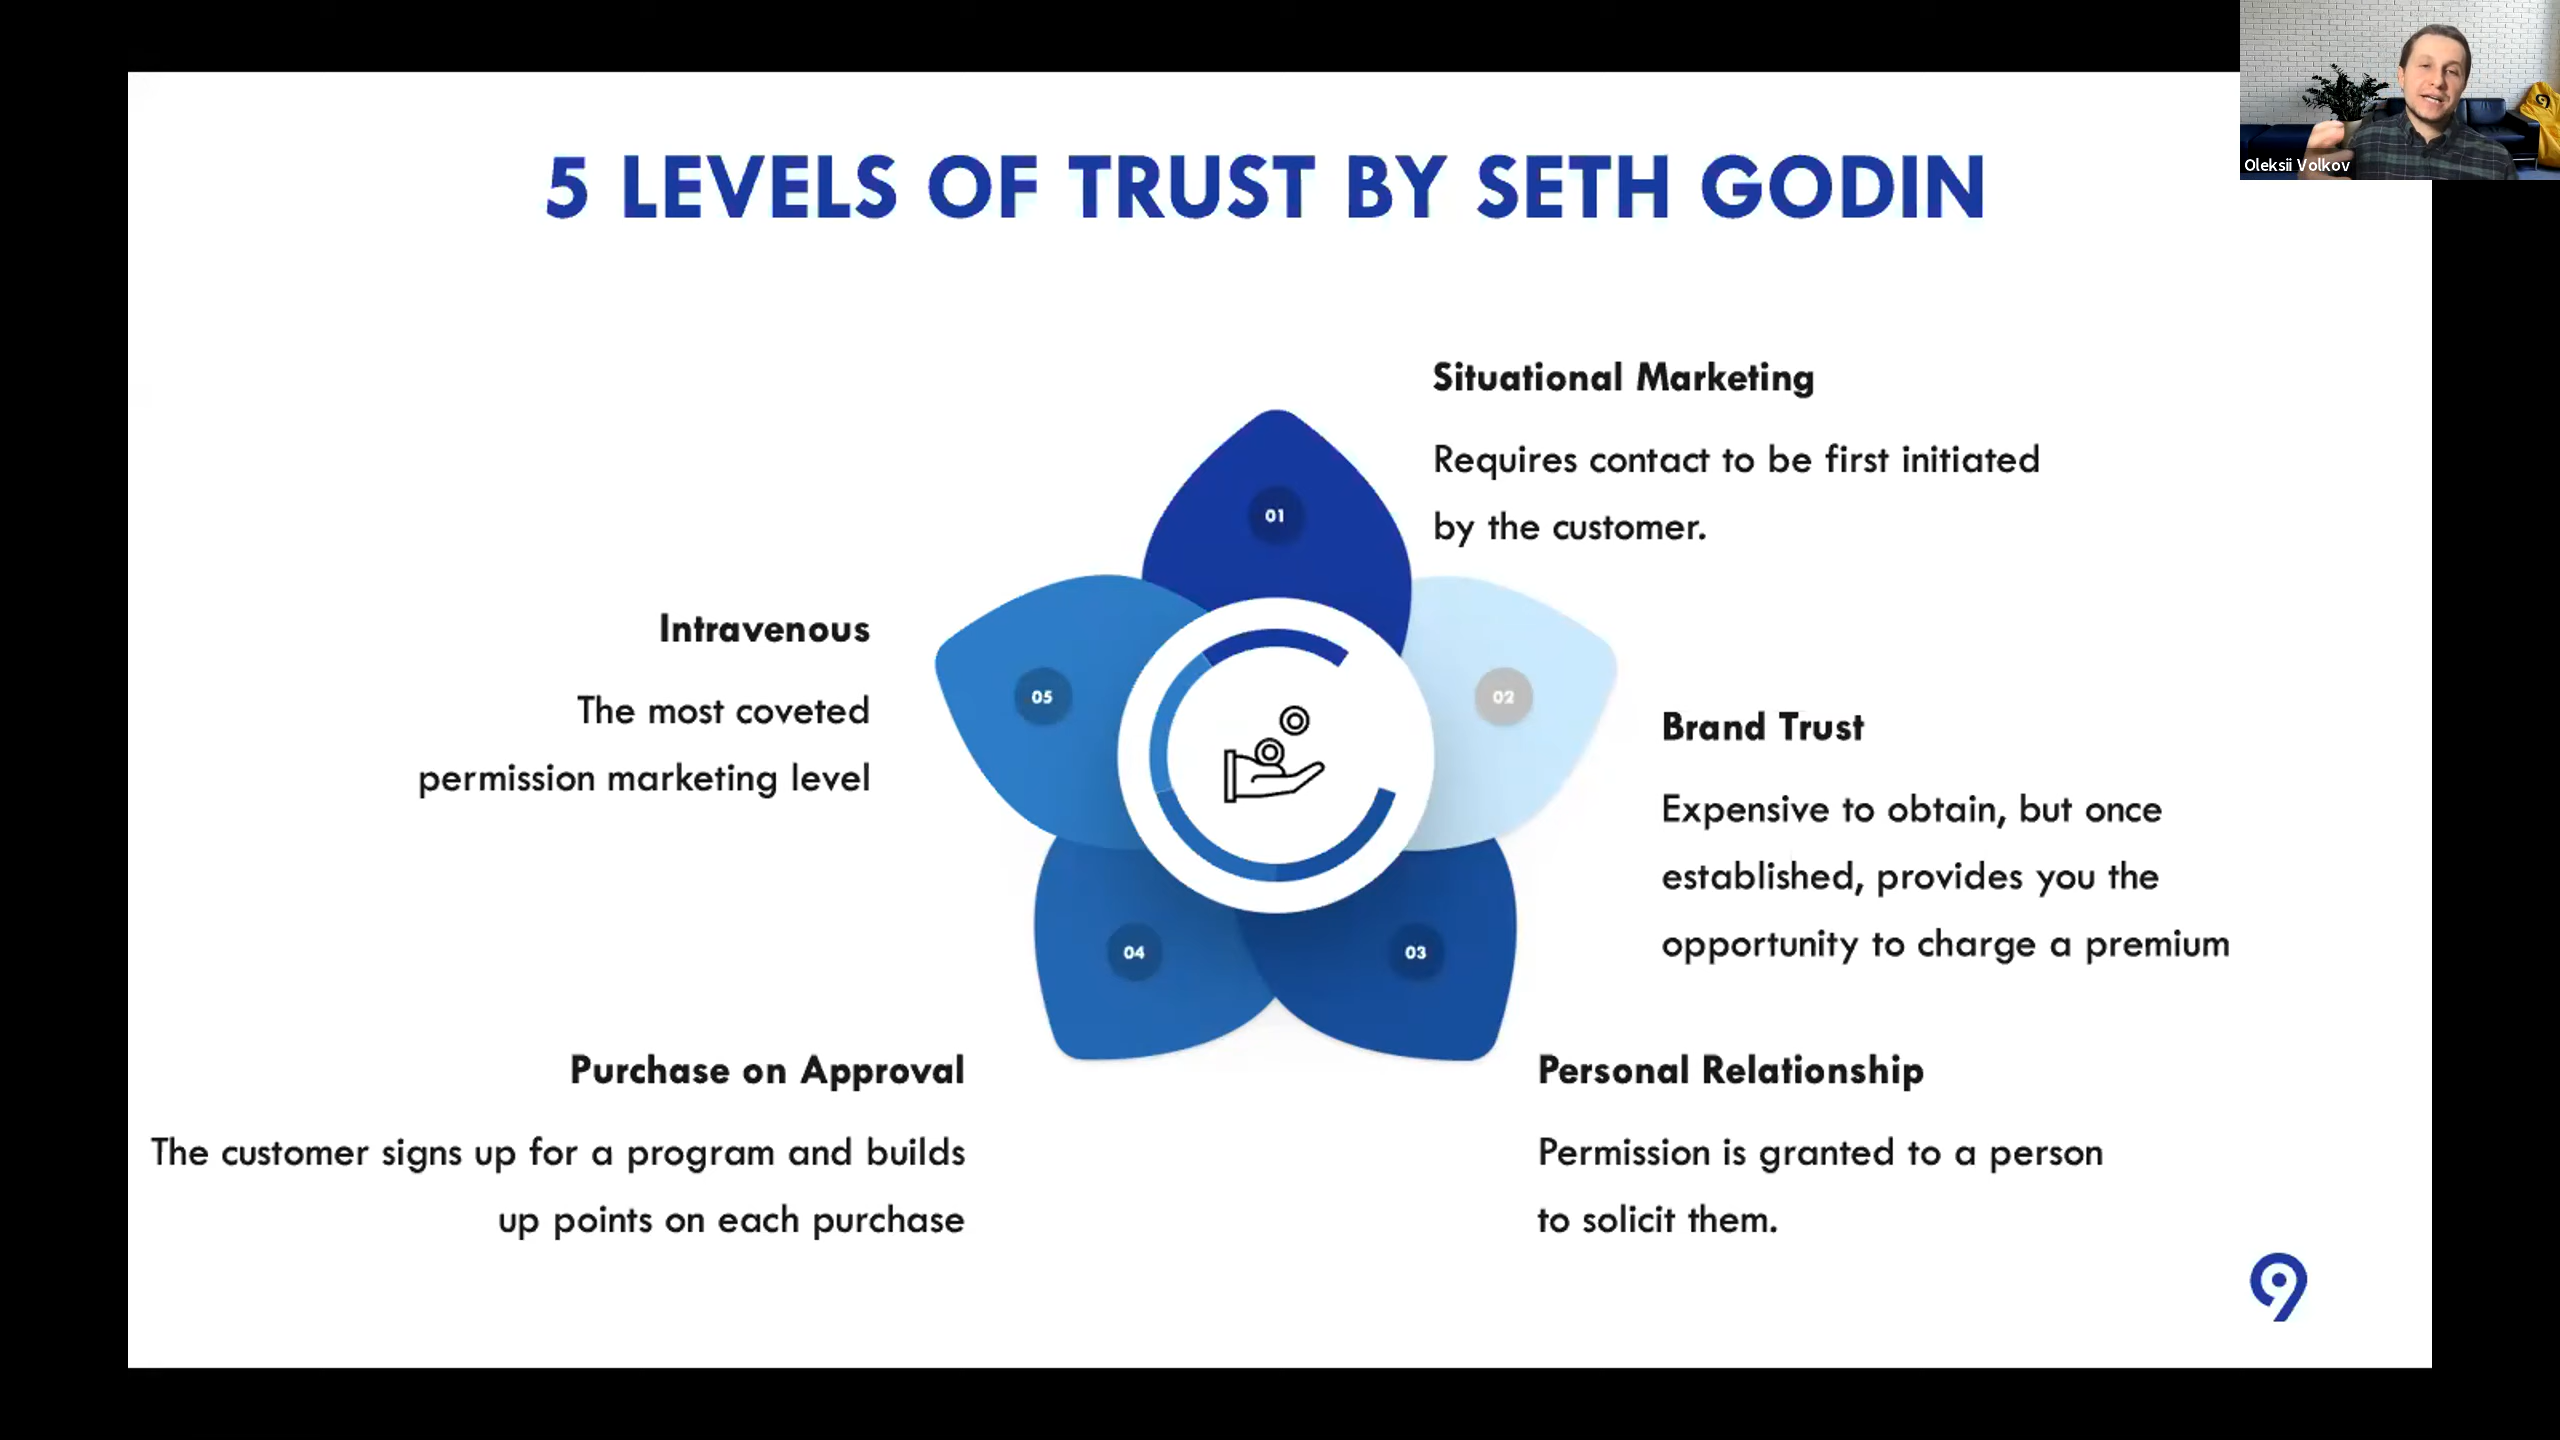 Oleksii Volkov
5 LEVELS OF TRUST BY SETH GODIN
01
Situational Marketing
Requires contact to be first initiated
by the customer.
02
Brand Trust
Expensive to obtain, but once
established, provides you the
opportunity to charge a premium
03
Personal Relationship
Permission is granted to a person
to solicit them.
04
Purchase on Approval
The customer signs up for a program and builds
up points on each purchase
05
Intravenous
The most coveted
permission marketing level
9